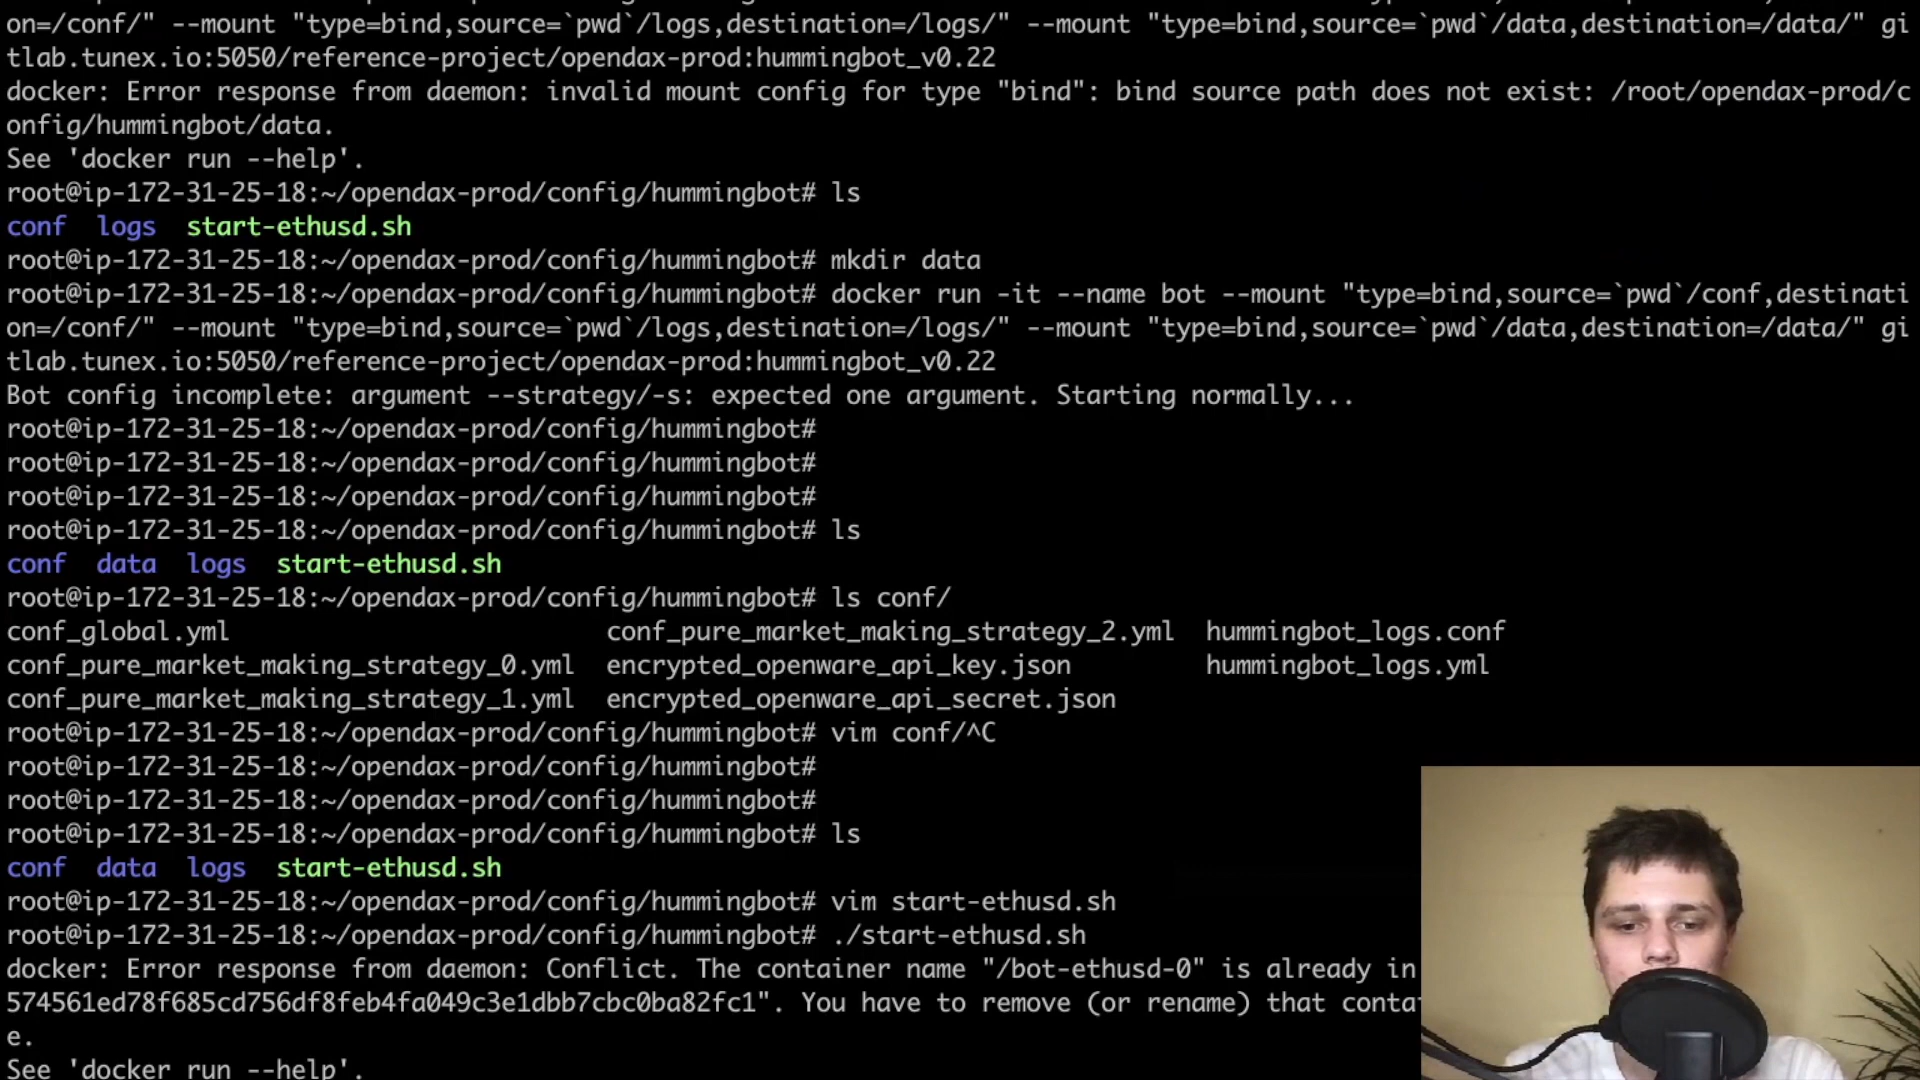 on=/conf/" --mount "type=bind,source=`pwd`/logs,destination=/logs/" --mount "type=bind,source=`pwd`/data,destination=/data/" gi
tlab.tunex.io:5050/reference-project/opendax-prod:hummingbot_v0.22
docker: Error response from daemon: invalid mount config for type "bind": bind source path does not exist: /root/opendax-prod/c
onfig/hummingbot/data.
See 'docker run --help'.
root@ip-172-31-25-18:~/opendax-prod/config/hummingbot# ls
conf  logs  start-ethusd.sh
root@ip-172-31-25-18:~/opendax-prod/config/hummingbot# mkdir data
root@ip-172-31-25-18:~/opendax-prod/config/hummingbot# docker run -it --name bot --mount "type=bind,source=`pwd`/conf,destinati
on=/conf/" --mount "type=bind,source=`pwd`/logs,destination=/logs/" --mount "type=bind,source=`pwd`/data,destination=/data/" gi
tlab.tunex.io:5050/reference-project/opendax-prod:hummingbot_v0.22
Bot config incomplete: argument --strategy/-s: expected one argument. Starting normally...
root@ip-172-31-25-18:~/opendax-prod/config/hummingbot#
root@ip-172-31-25-18:~/opendax-prod/config/hummingbot#
root@ip-172-31-25-18:~/opendax-prod/config/hummingbot#
root@ip-172-31-25-18:~/opendax-prod/config/hummingbot# ls
conf  data  logs  start-ethusd.sh
root@ip-172-31-25-18:~/opendax-prod/config/hummingbot# ls conf/
conf_global.yml                         conf_pure_market_making_strategy_2.yml  hummingbot_logs.conf
conf_pure_market_making_strategy_0.yml  encrypted_openware_api_key.json         hummingbot_logs.yml
conf_pure_market_making_strategy_1.yml  encrypted_openware_api_secret.json
root@ip-172-31-25-18:~/opendax-prod/config/hummingbot# vim conf/^C
root@ip-172-31-25-18:~/opendax-prod/config/hummingbot#
root@ip-172-31-25-18:~/opendax-prod/config/hummingbot#
root@ip-172-31-25-18:~/opendax-prod/config/hummingbot# ls
conf  data  logs  start-ethusd.sh
root@ip-172-31-25-18:~/opendax-prod/config/hummingbot# vim start-ethusd.sh
root@ip-172-31-25-18:~/opendax-prod/config/hummingbot# ./start-ethusd.sh
docker: Error response from daemon: Conflict. The container name "/bot-ethusd-0" is already in
574561ed78f685cd756df8feb4fa049c3e1dbb7cbc0ba82fc1". You have to remove (or rename) that conta
e.
See 'docker run --help'.